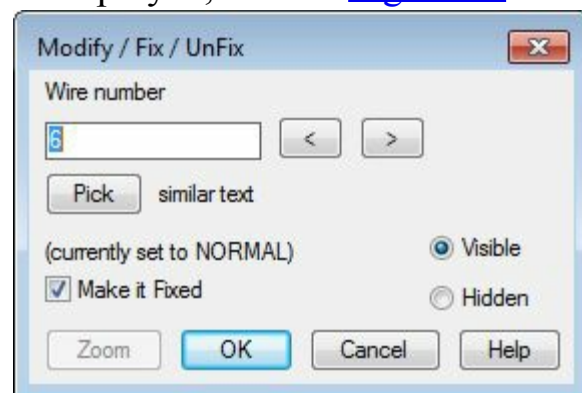 Modify / Fix / UnFix
Wire number
6
< >
Pick similar text
(currently set to NORMAL)
Visible
Make it Fixed
Hidden
Zoom OK Cancel Help